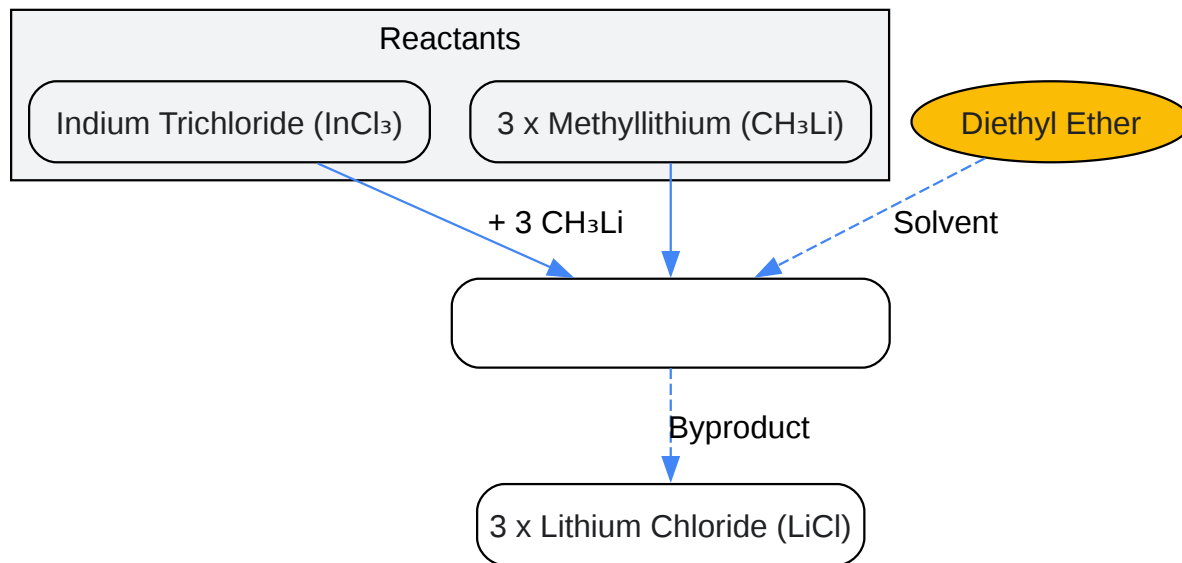 Reactants
Indium Trichloride (InCl₃)
3 x Methyllithium (CH₃Li)
Diethyl Ether
+ 3 CH₃Li
Solvent
Byproduct
3 x Lithium Chloride (LiCl)